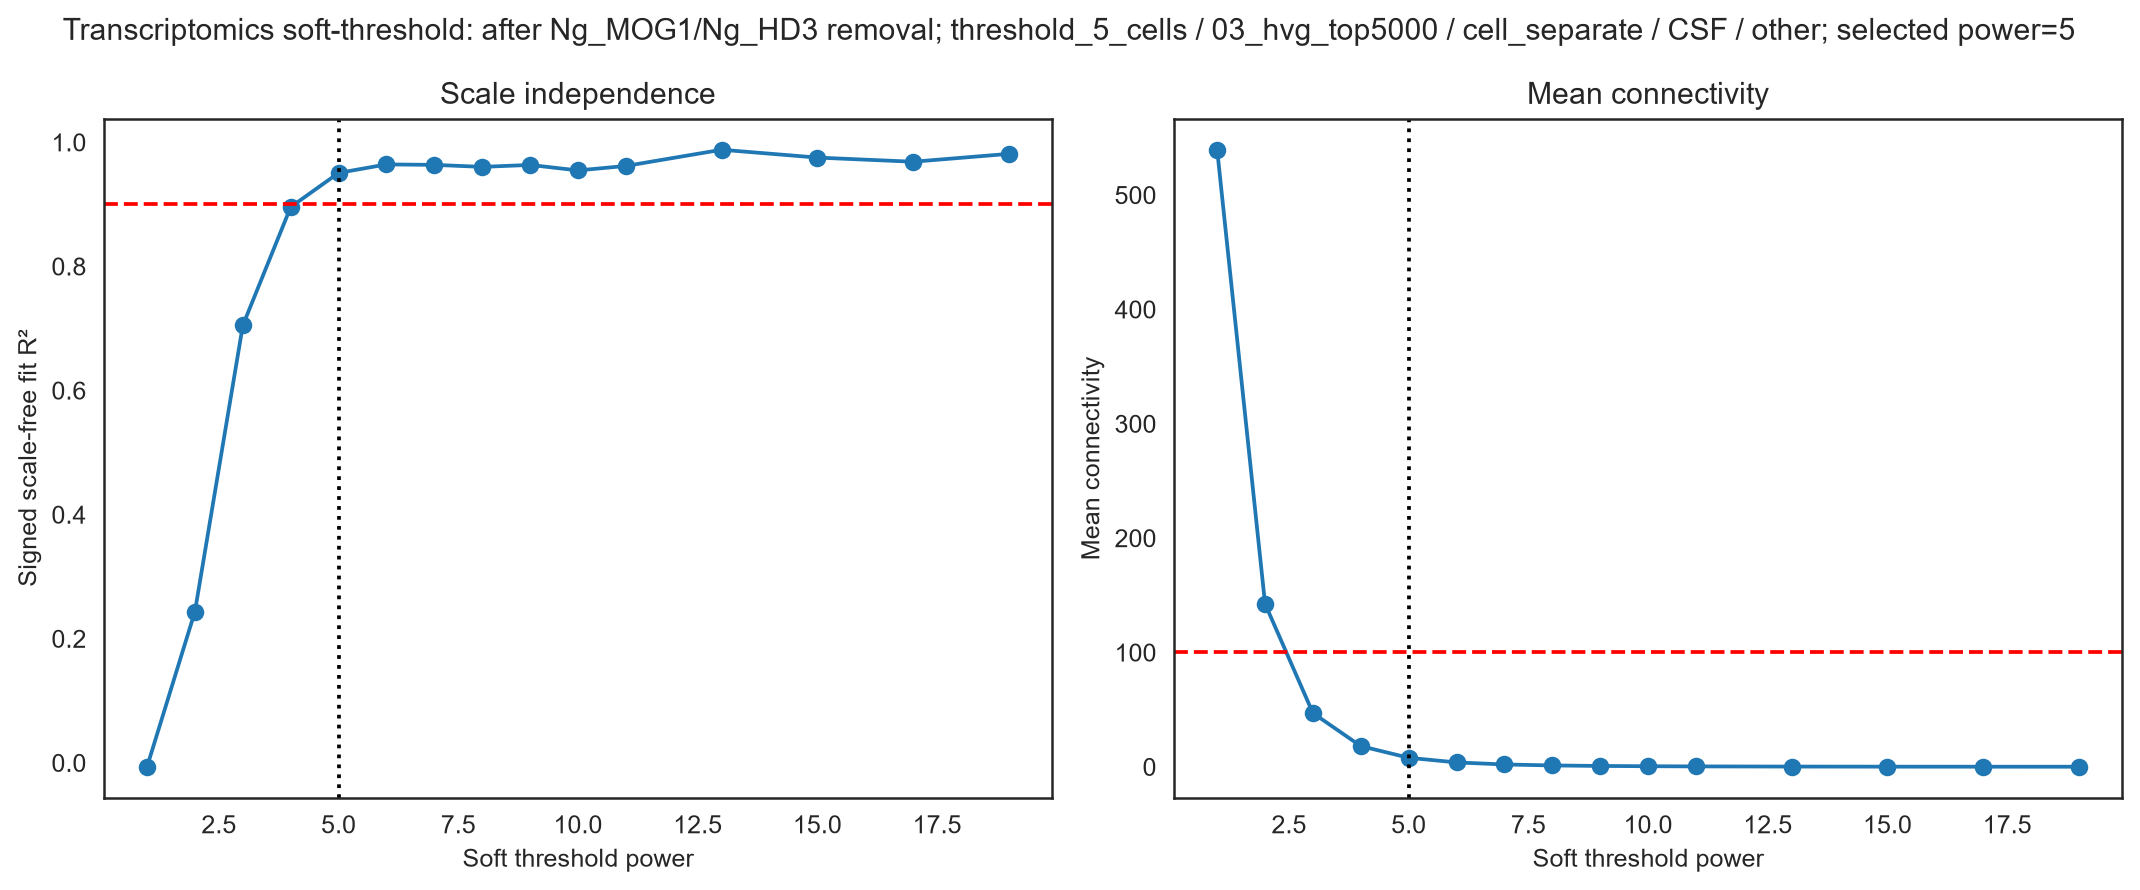 Transcriptomics soft-threshold: after Ng_MOG1/Ng_HD3 removal; threshold_5_cells / 03_hvg_top5000 / cell_separate / CSF / other; selected power=5
Scale independence
Signed scale-free fit R²
1.0
0.8
0.6
0.4
0.2
0.0
2.5 5.0 7.5 10.0 12.5 15.0 17.5
Soft threshold power
Mean connectivity
Mean connectivity
500
400
300
200
100
0
2.5 5.0 7.5 10.0 12.5 15.0 17.5
Soft threshold power